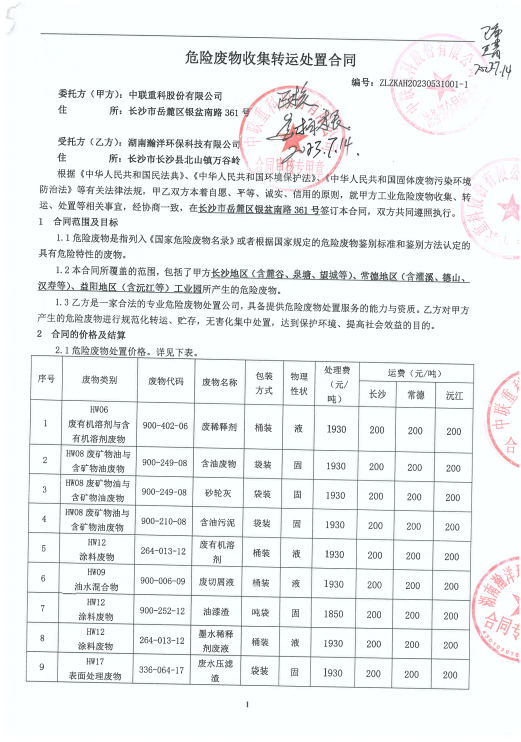 危险废物收集转运处置合同
编号：ZLZKAH20230531001-1
委托方（甲方）：中联重科股份有限公司
住　　　所：长沙市岳麓区银盆南路 361 号
受托方（乙方）：湖南瀚洋环保科技有限公司
住　　　所：长沙市长沙县北山镇万谷岭
根据《中华人民共和国民法典》、《中华人民共和国环境保护法》、《中华人民共和国固体废物污染环境
防治法》等有关法律法规，甲乙双方本着自愿、平等、诚实、信用的原则，就甲方工业危险废物收集、转
运、处置等相关事宜，经协商一致，在长沙市岳麓区银盆南路 361 号签订本合同，双方共同遵照执行。
1 合同范围及目标
1.1 危险废物是指列入《国家危险废物名录》或者根据国家规定的危险废物鉴别标准和鉴别方法认定的
具有危险特性的废物。
1.2 本合同所覆盖的范围，包括了甲方长沙地区（含麓谷、泉塘、望城等）、常德地区（含灌溪、德山、
汉寿等）、益阳地区（含沅江等）工业园所产生的危险废物。
1.3 乙方是一家合法的专业危险废物处置公司，具备提供危险废物处置服务的能力与资质。乙方对甲方
产生的危险废物进行规范化转运、贮存，无害化集中处置，达到保护环境、提高社会效益的目的。
2 合同的价格及结算
2.1 危险废物处置价格。详见下表。
序号 废物类别 废物代码 废物名称 包装方式 物理性状 处理费（元/吨） 运费（元/吨）
长沙 常德 沅江
1 HW06 废有机溶剂与含有机溶剂废物 900-402-06 废稀释剂 桶装 液 1930 200 200 200
2 HW08 废矿物油与含矿物油废物 900-249-08 含油废物 袋装 固 1930 200 200 200
3 HW08 废矿物油与含矿物油废物 900-249-08 砂轮灰 袋装 固 1930 200 200 200
4 HW08 废矿物油与含矿物油废物 900-210-08 含油污泥 袋装 固 1930 200 200 200
5 HW12 涂料废物 264-013-12 废有机溶剂 桶装 液 1930 200 200 200
6 HW09 油水混合物 900-006-09 废切屑液 桶装 液 1930 200 200 200
7 HW12 涂料废物 900-252-12 油漆渣 吨袋 固 1850 200 200 200
8 HW12 涂料废物 264-013-12 墨水稀释剂废液 桶装 液 1930 200 200 200
9 HW17 表面处理废物 336-064-17 废水压滤渣 袋装 固 1930 200 200 200
1